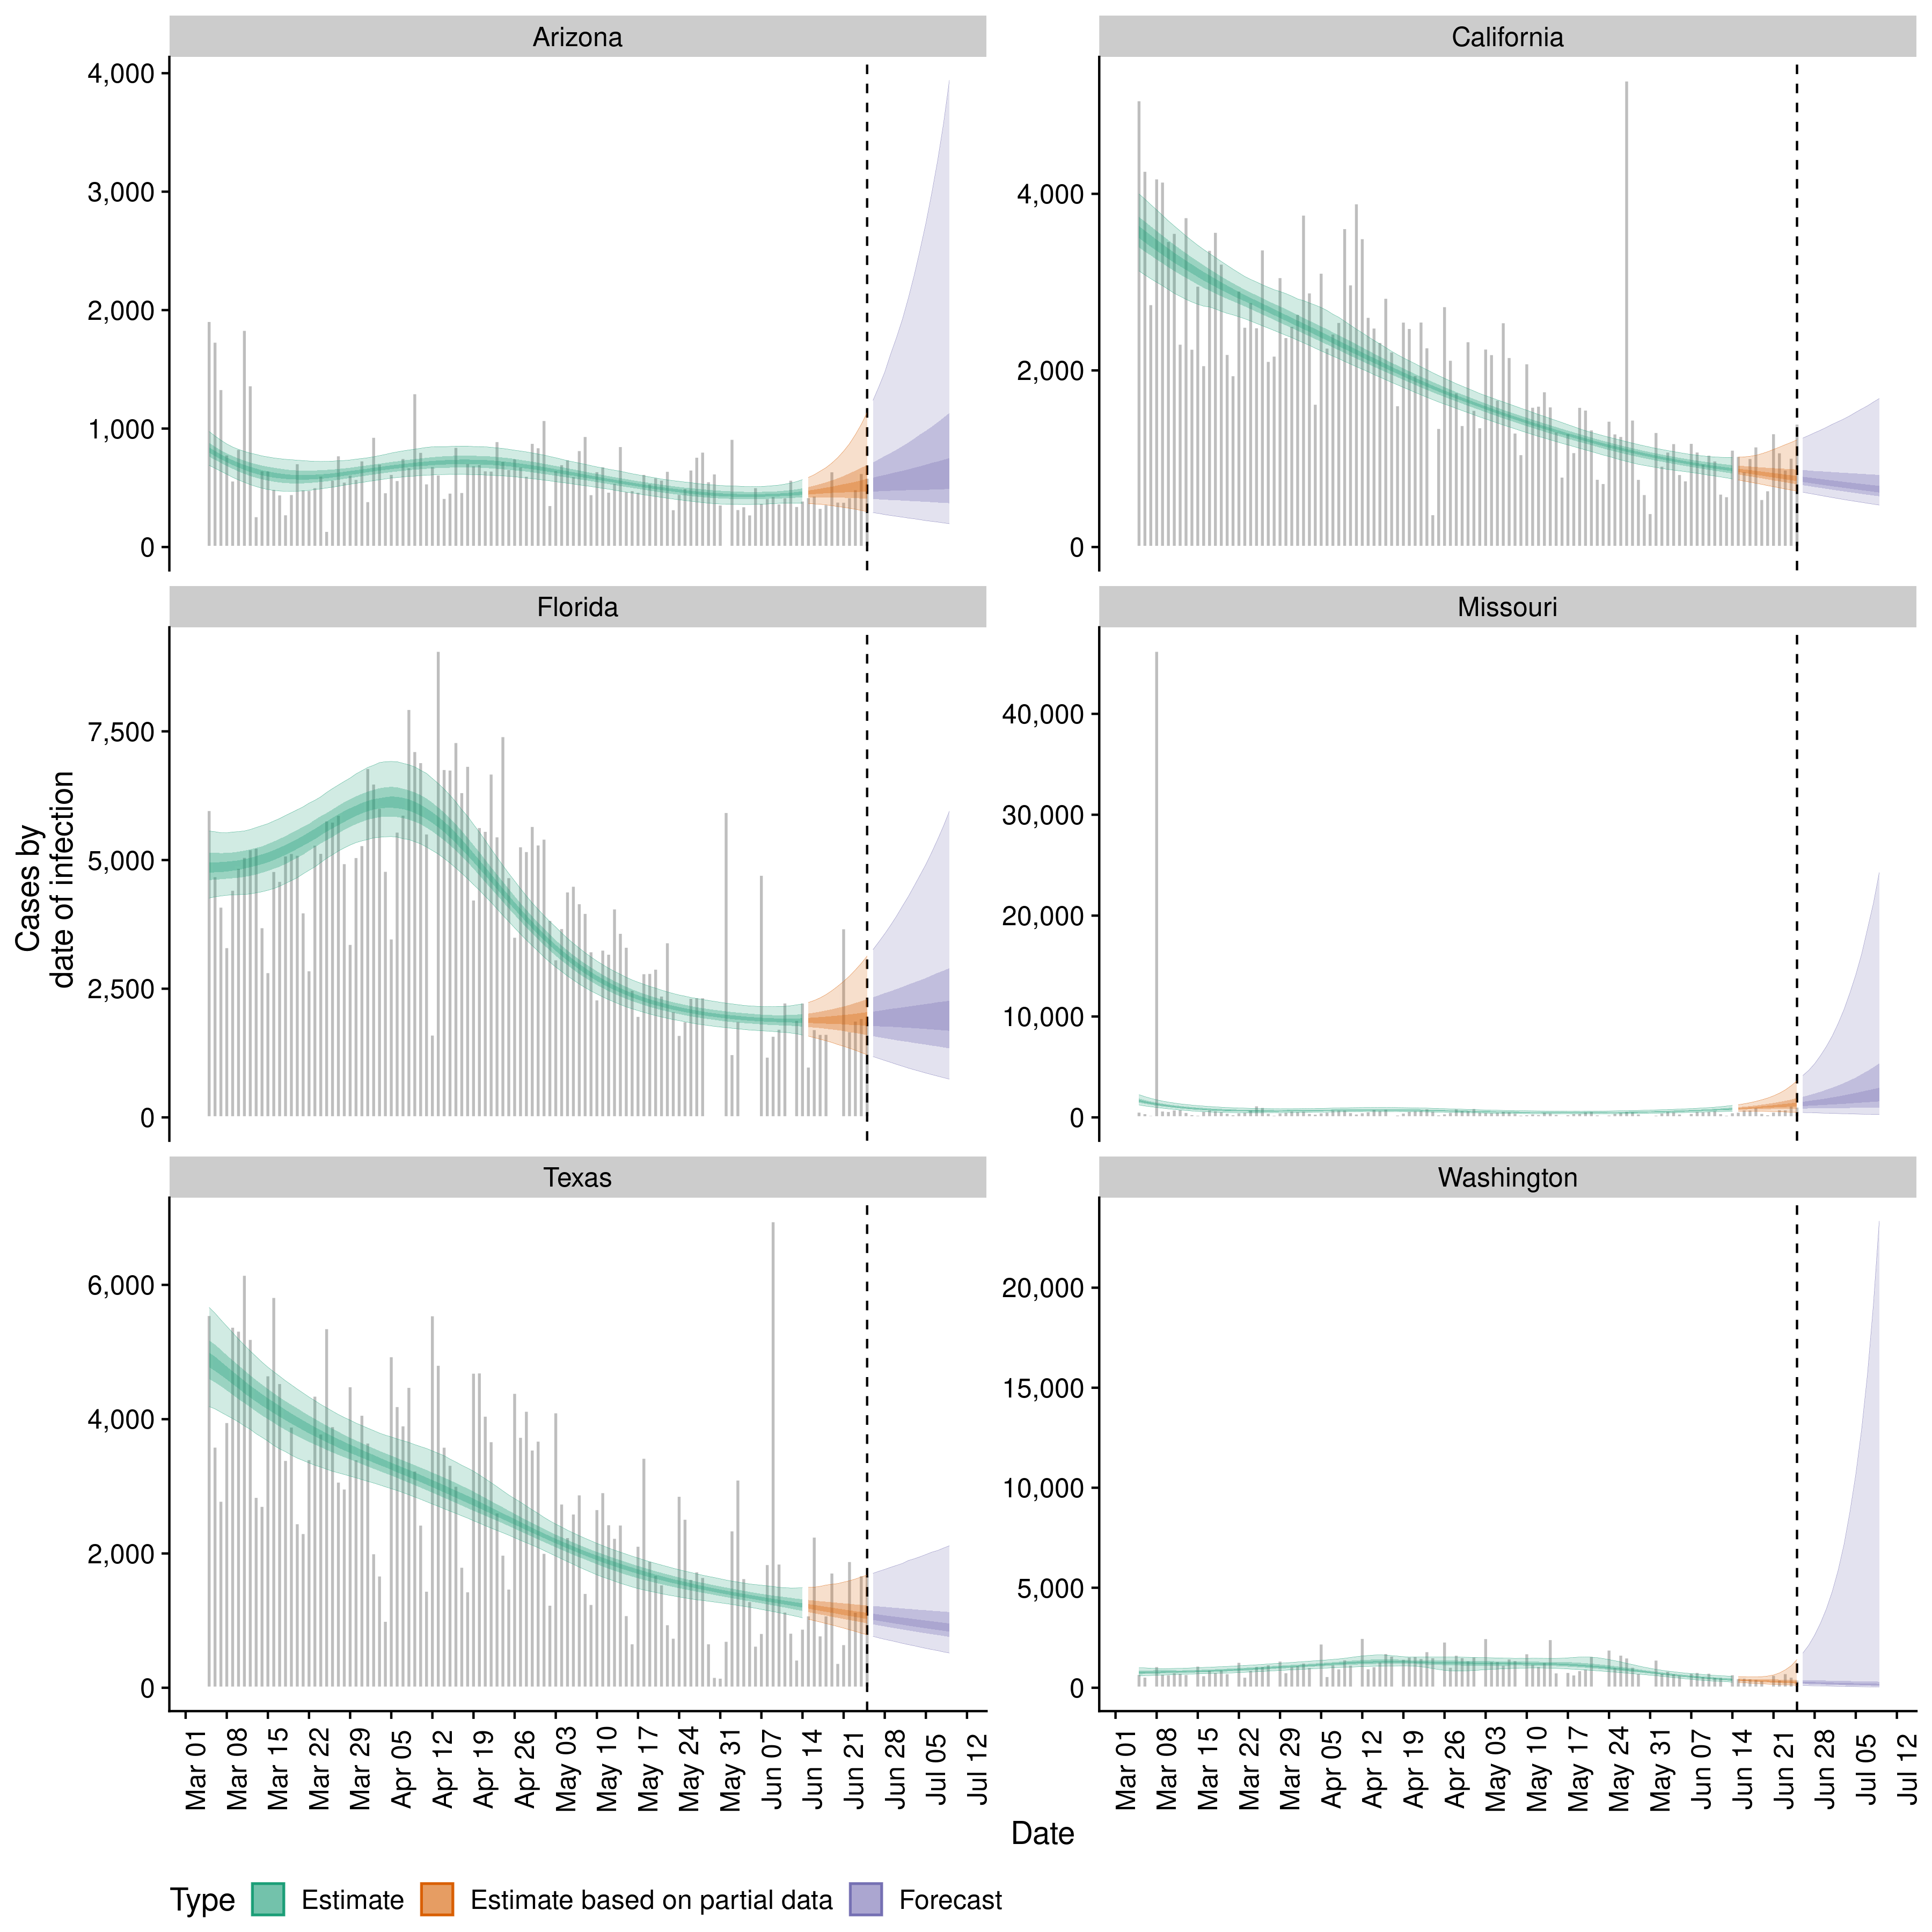 Arizona
California
4,000
3,000
2,000
1,000
0
4,000
2,000
0
Florida
Missouri
7,500
5,000
2,500
0
40,000
30,000
20,000
10,000
0
Cases by
date of infection
Texas
Washington
6,000
4,000
2,000
0
20,000
15,000
10,000
5,000
0
Mar 01
Mar 08
Mar 15
Mar 22
Mar 29
Apr 05
Apr 12
Apr 19
Apr 26
May 03
May 10
May 17
May 24
May 31
Jun 07
Jun 14
Jun 21
Jun 28
Jul 05
Jul 12
Mar 01
Mar 08
Mar 15
Mar 22
Mar 29
Apr 05
Apr 12
Apr 19
Apr 26
May 03
May 10
May 17
May 24
May 31
Jun 07
Jun 14
Jun 21
Jun 28
Jul 05
Jul 12
Date
Type Estimate Estimate based on partial data Forecast